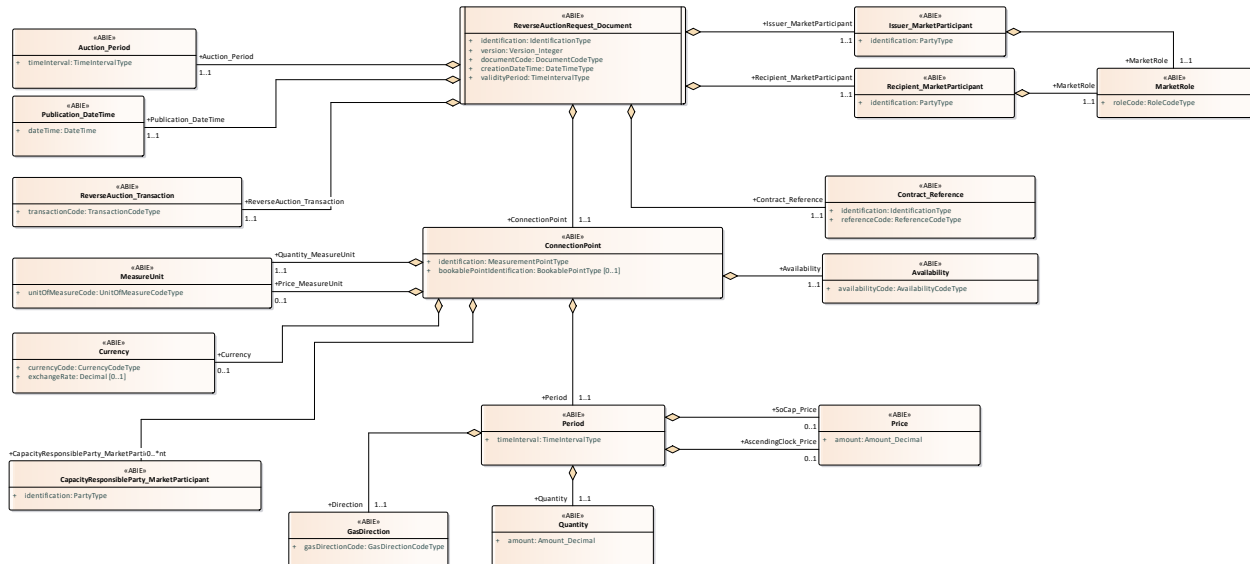 «ABIE»
ReverseAuctionRequest_Document
+ identification: IdentificationType
+ version: Version_Integer
+ documentCode: DocumentCodeType
+ creationDateTime: DateTimeType
+ validityPeriod: TimeIntervalType
«ABIE»
Auction_Period
+ timeInterval: TimeIntervalType
+Auction_Period
1..1
«ABIE»
Publication_DateTime
+ dateTime: DateTime
+Publication_DateTime
1..1
«ABIE»
ReverseAuction_Transaction
+ transactionCode: TransactionCodeType
+ReverseAuction_Transaction
1..1
+Issuer_MarketParticipant
1..1
«ABIE»
Issuer_MarketParticipant
+ identification: PartyType
+MarketRole
1..1
+Recipient_MarketParticipant
1..1
«ABIE»
Recipient_MarketParticipant
+ identification: PartyType
+MarketRole
1..1
«ABIE»
MarketRole
+ roleCode: RoleCodeType
+Contract_Reference
1..1
«ABIE»
Contract_Reference
+ identification: IdentificationType
+ referenceCode: ReferenceCodeType
+ConnectionPoint
1..1
«ABIE»
ConnectionPoint
+ identification: MeasurementPointType
+ bookablePointIdentification: BookablePointType [0..1]
+Quantity_MeasureUnit
1..1
+Price_MeasureUnit
0..1
«ABIE»
MeasureUnit
+ unitOfMeasureCode: UnitOfMeasureCodeType
+Availability
1..1
«ABIE»
Availability
+ availabilityCode: AvailabilityCodeType
«ABIE»
Currency
+ currencyCode: CurrencyCodeType
+ exchangeRate: Decimal [0..1]
+Currency
0..1
+CapacityResponsibleParty_MarketParti 0..*nt
«ABIE»
CapacityResponsibleParty_MarketParticipant
+ identification: PartyType
+Period
1..1
«ABIE»
Period
+ timeInterval: TimeIntervalType
+SoCap_Price
0..1
+AscendingClock_Price
0..1
«ABIE»
Price
+ amount: Amount_Decimal
+Direction
1..1
«ABIE»
GasDirection
+ gasDirectionCode: GasDirectionCodeType
+Quantity
1..1
«ABIE»
Quantity
+ amount: Amount_Decimal